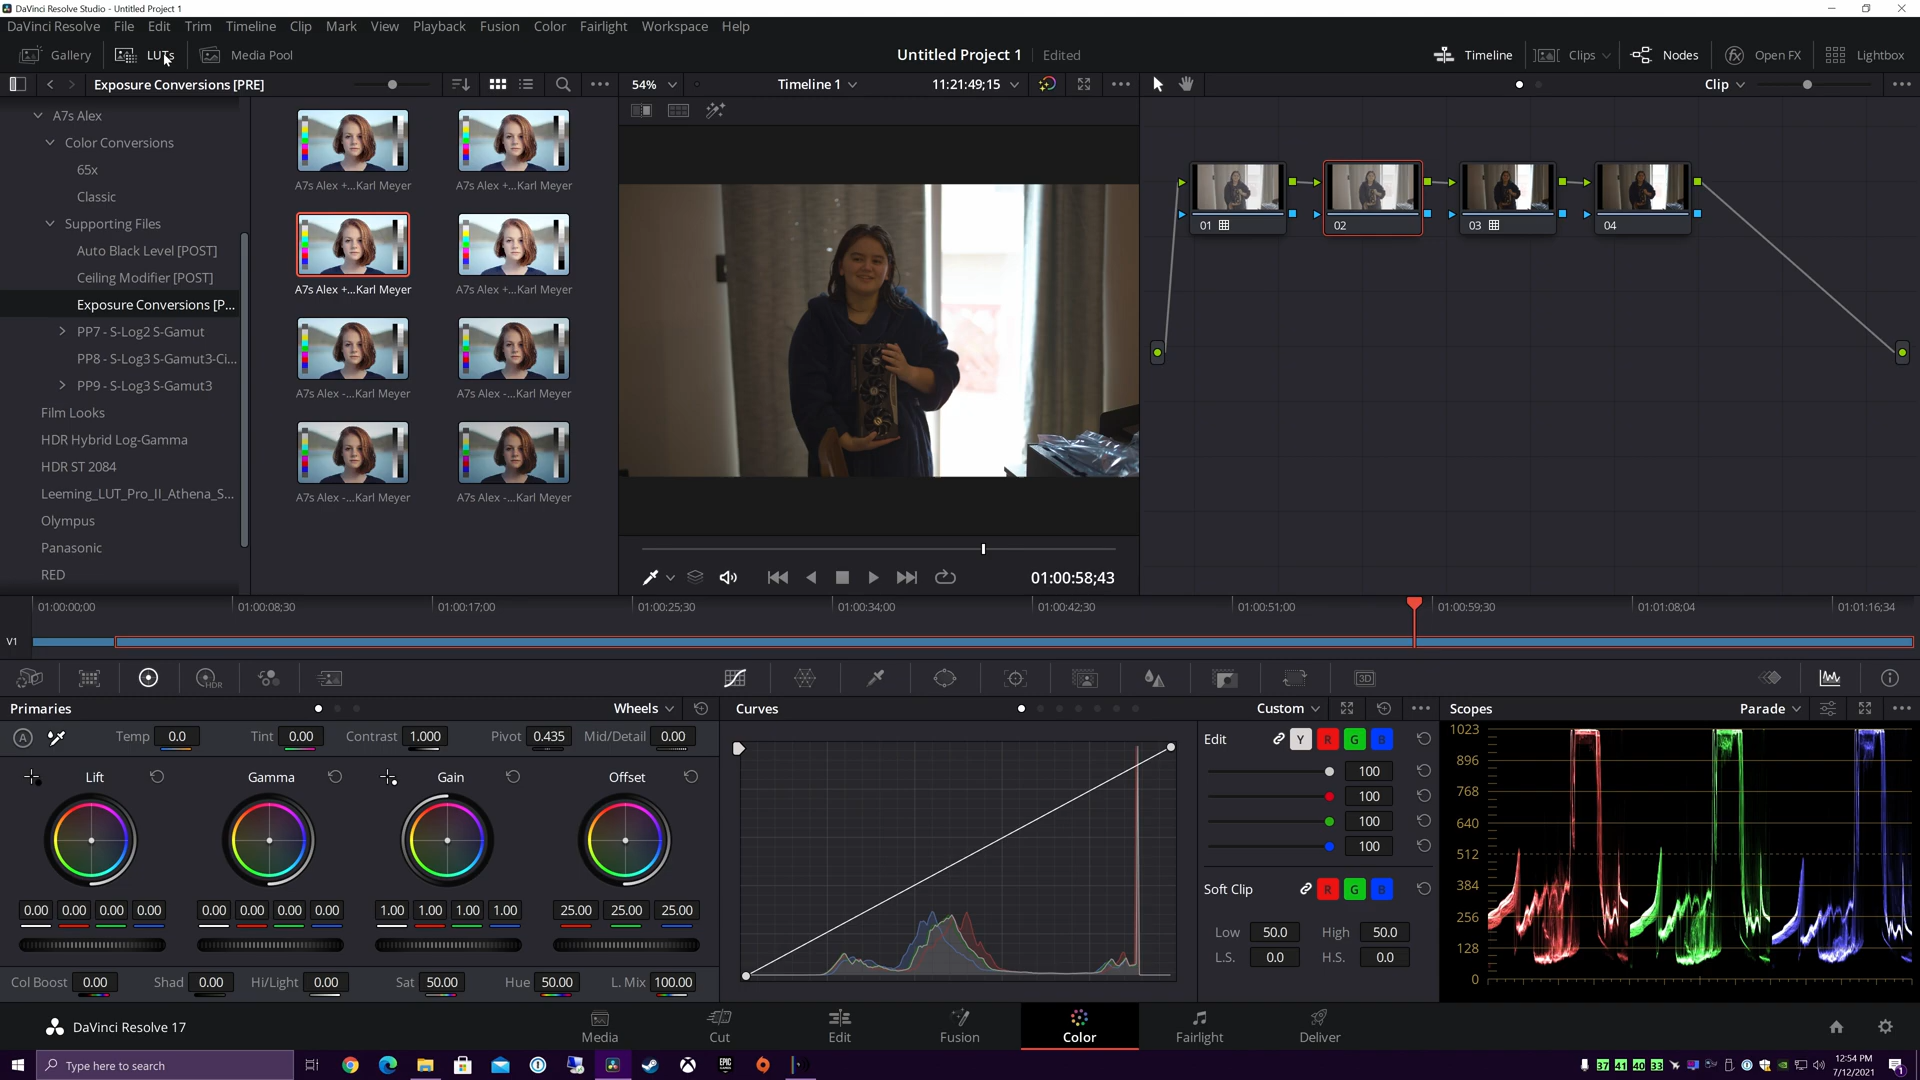 DaVinci Resolve Studio - Untitled Project 1
DaVinci Resolve File Edit Trim Timeline Clip Mark View Playback Fusion Color Fairlight Workspace Help
Gallery LUTs Media Pool Untitled Project 1 Edited Timeline Clips Nodes Open FX Lightbox
Exposure Conversions [PRE] 54% Timeline 1 11:21:49;15 Clip
A7s Alex
Color Conversions
65x
Classic
Supporting Files
Auto Black Level [POST]
Ceiling Modifier [POST]
Exposure Conversions [P...
PP7 - S-Log2 S-Gamut
PP8 - S-Log3 S-Gamut3-Ci...
PP9 - S-Log3 S-Gamut3
Film Looks
HDR Hybrid Log-Gamma
HDR ST 2084
Leeming_LUT_Pro_II_Athena_S...
Olympus
Panasonic
RED
A7s Alex +...Karl Meyer A7s Alex +...Karl Meyer
A7s Alex +...Karl Meyer A7s Alex +...Karl Meyer
A7s Alex -...Karl Meyer A7s Alex -...Karl Meyer
A7s Alex -...Karl Meyer A7s Alex -...Karl Meyer
01 02 03 04
01:00:58;43
01:00:00;00 01:00:08;30 01:00:17;00 01:00:25;30 01:00:34;00 01:00:42;30 01:00:51;00 01:00:59;30 01:01:08;04 01:01:16;34
V1
HDR 3D
Primaries Wheels
A Temp 0.0 Tint 0.00 Contrast 1.000 Pivot 0.435 Mid/Detail 0.00
Lift Gamma Gain Offset
0.00 0.00 0.00 0.00 0.00 0.00 0.00 0.00 1.00 1.00 1.00 1.00 25.00 25.00 25.00
Col Boost 0.00 Shad 0.00 Hi/Light 0.00 Sat 50.00 Hue 50.00 L. Mix 100.00
Curves Custom
Edit Y R G B
100
100
100
100
Soft Clip R G B
Low 50.0 High 50.0
L.S. 0.0 H.S. 0.0
Scopes Parade
1023
896
768
640
512
384
256
128
0
DaVinci Resolve 17 Media Cut Edit Fusion Color Fairlight Deliver
Type here to search
EPIC
37 41 40 33
12:54 PM
7/12/2021
1